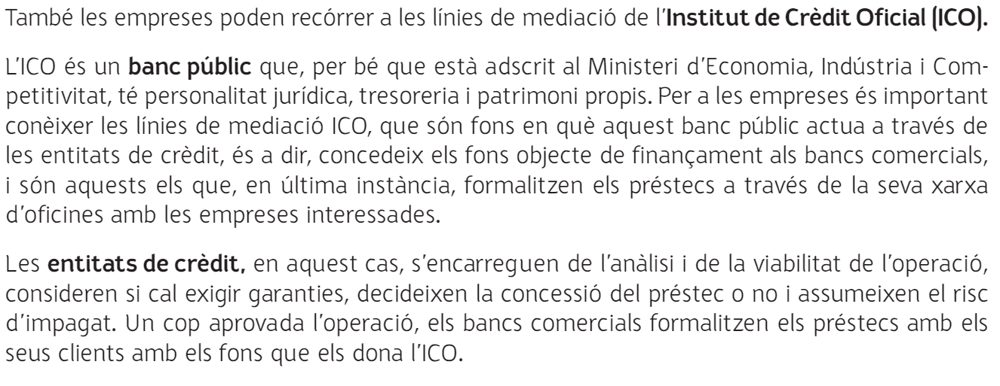 També les empreses poden recórrer a les línies de mediació de l'Institut de Crèdit Oficial (ICO).
L'ICO és un banc públic que, per bé que està adscrit al Ministeri d'Economia, Indústria i Com-
petitivitat, té personalitat jurídica, tresoreria i patrimoni propis. Per a les empreses és important
conèixer les línies de mediació ICO, que són fons en què aquest banc públic actua a través de
les entitats de crèdit, és a dir, concedeix els fons objecte de finançament als bancs comercials,
i són aquests els que, en última instància, formalitzen els préstecs a través de la seva xarxa
d'oficines amb les empreses interessades.
Les entitats de crèdit, en aquest cas, s'encarreguen de l'anàlisi i de la viabilitat de l'operació,
consideren si cal exigir garanties, decideixen la concessió del préstec o no i assumeixen el risc
d'impagat. Un cop aprovada l'operació, els bancs comercials formalitzen els préstecs amb els
seus clients amb els fons que els dona l'ICO.